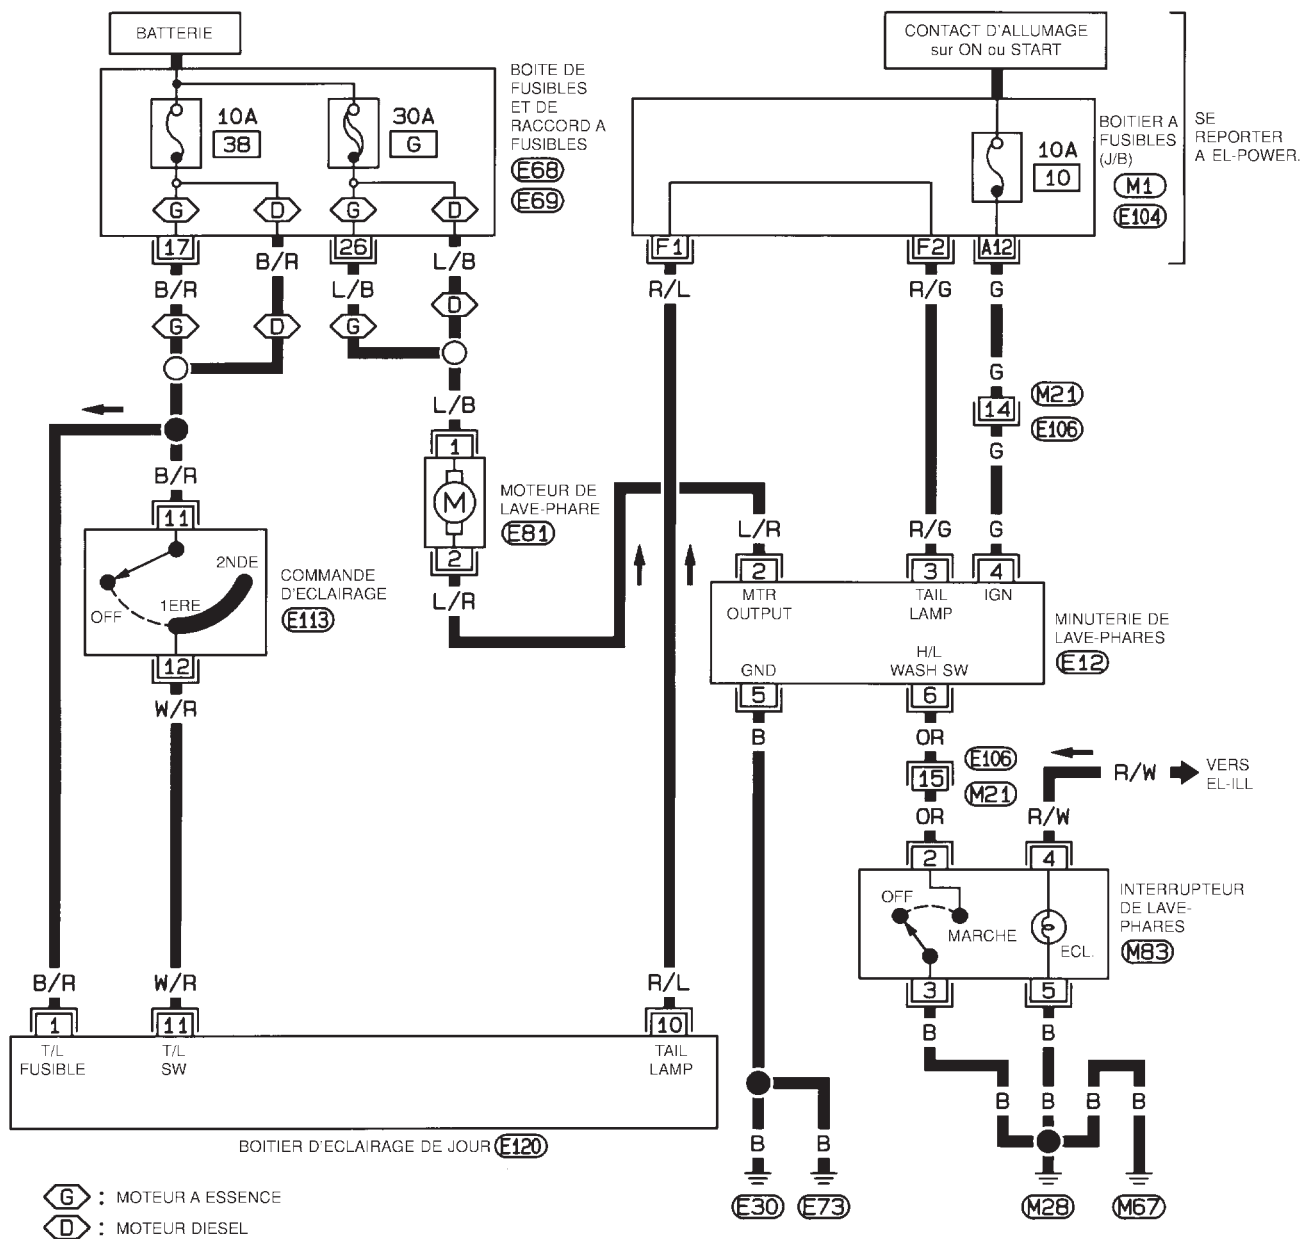 BATTERIE
CONTACT D'ALLUMAGE
sur ON ou START
10A
38
30A
G
BOITE DE
FUSIBLES
ET DE
RACCORD A
FUSIBLES
E68
E69
G
D
G
D
10A
10
BOITIER A
FUSIBLES
(J/B)
M1
E104
SE
REPORTER
A EL-POWER.
17
B/R
26
L/B
F1
F2
A12
B/R
L/B
R/L
R/G
G
D
G
D
G
G
14
M21
E106
L/B
G
B/R
1
M
2
MOTEUR DE
LAVE-PHARE
E81
11
2NDE
1ERE
OFF
COMMANDE
D'ECLAIRAGE
E113
12
L/R
L/R
R/G
G
2
3
4
MTR
OUTPUT
TAIL
LAMP
IGN
GND
H/L
WASH SW
MINUTERIE DE
LAVE-PHARES
E12
5
6
W/R
B
OR
E106
15
M21
OR
R/W
VERS
EL-ILL
R/W
2
4
OFF
MARCHE
ECL.
INTERRUPTEUR
DE LAVE-
PHARES
M83
3
5
B/R
W/R
R/L
1
11
10
T/L
FUSIBLE
T/L
SW
TAIL
LAMP
B
B
B
B
B
B
BOITIER D'ECLAIRAGE DE JOUR E120
B
B
E30
E73
M28
M67
G : MOTEUR A ESSENCE
D : MOTEUR DIESEL